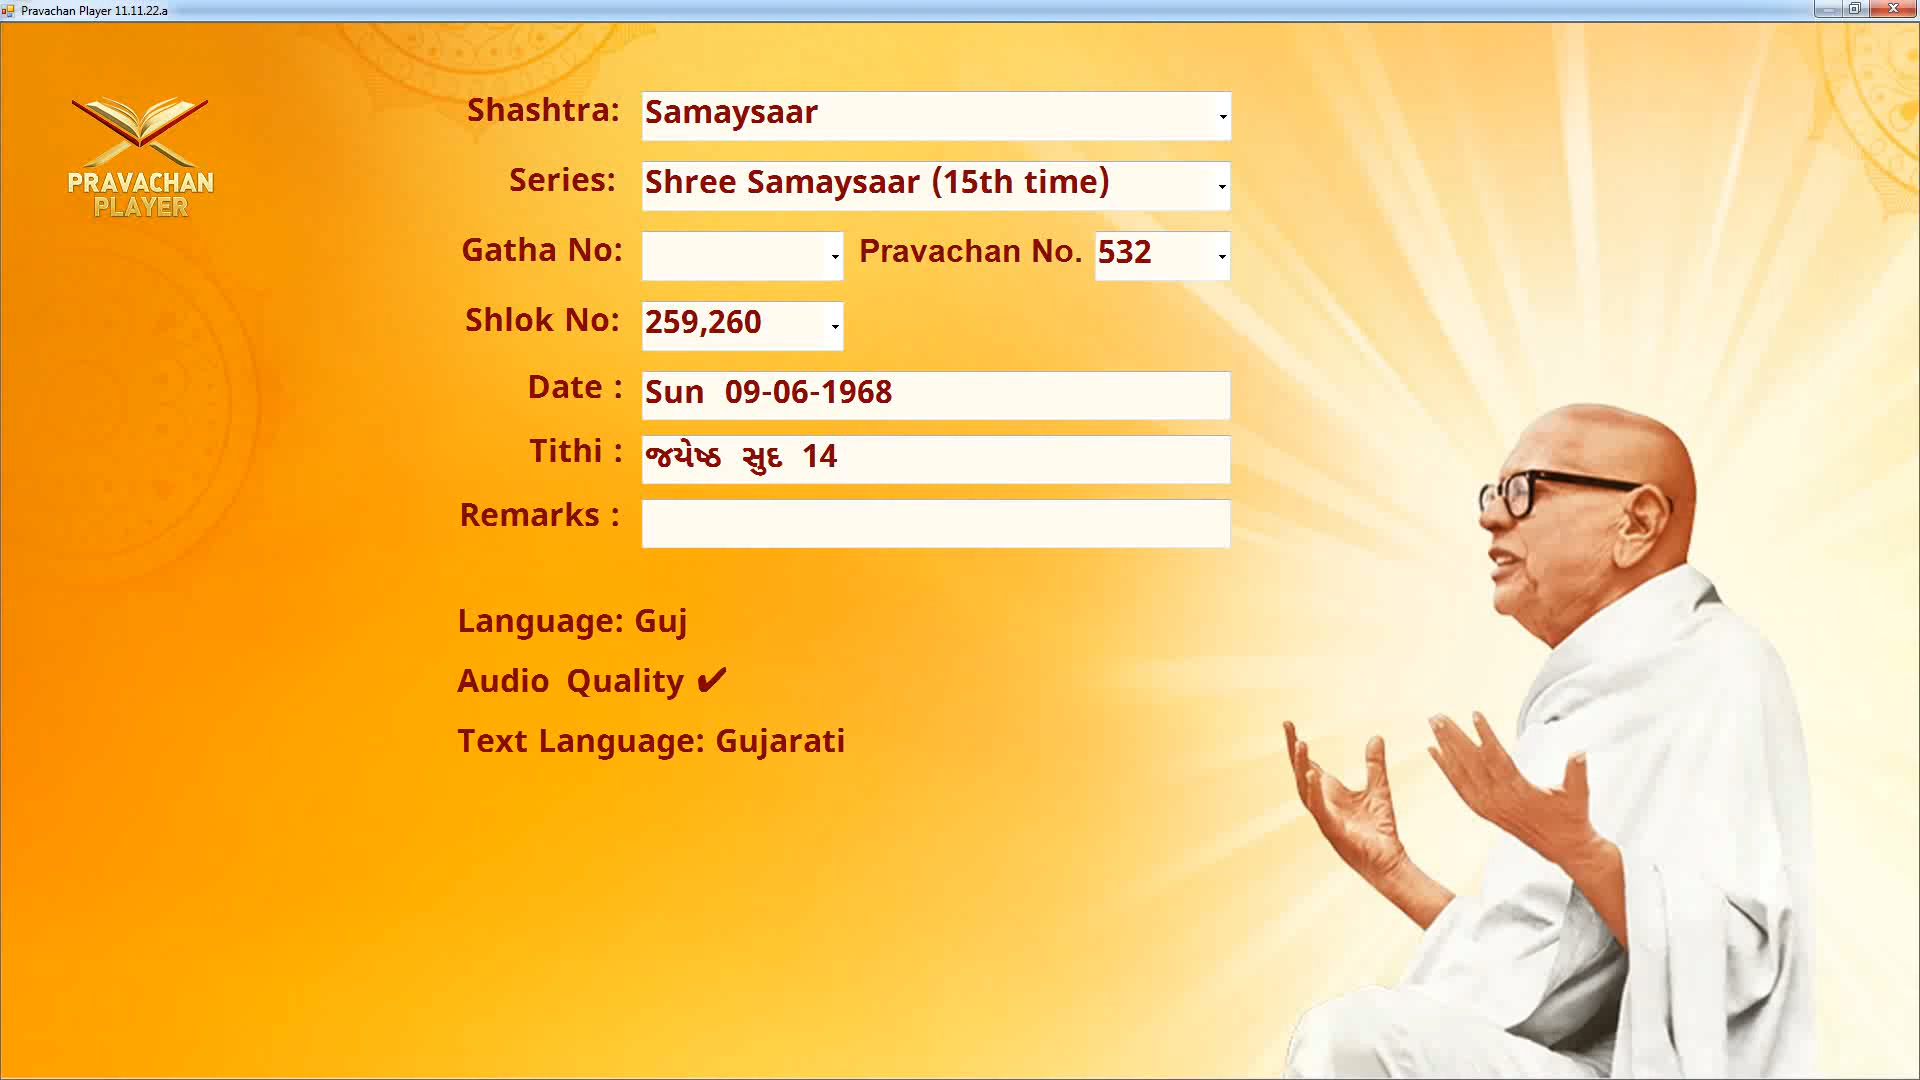 Pravachan Player 11.11.22.a
PRAVACHAN
PLAYER
Shashtra: Samaysaar
Series: Shree Samaysaar (15th time)
Gatha No: Pravachan No. 532
Shlok No: 259,260
Date : Sun 09-06-1968
Tithi : જયેષ્ઠ સુદ 14
Remarks :
Language: Guj
Audio Quality ✔
Text Language: Gujarati